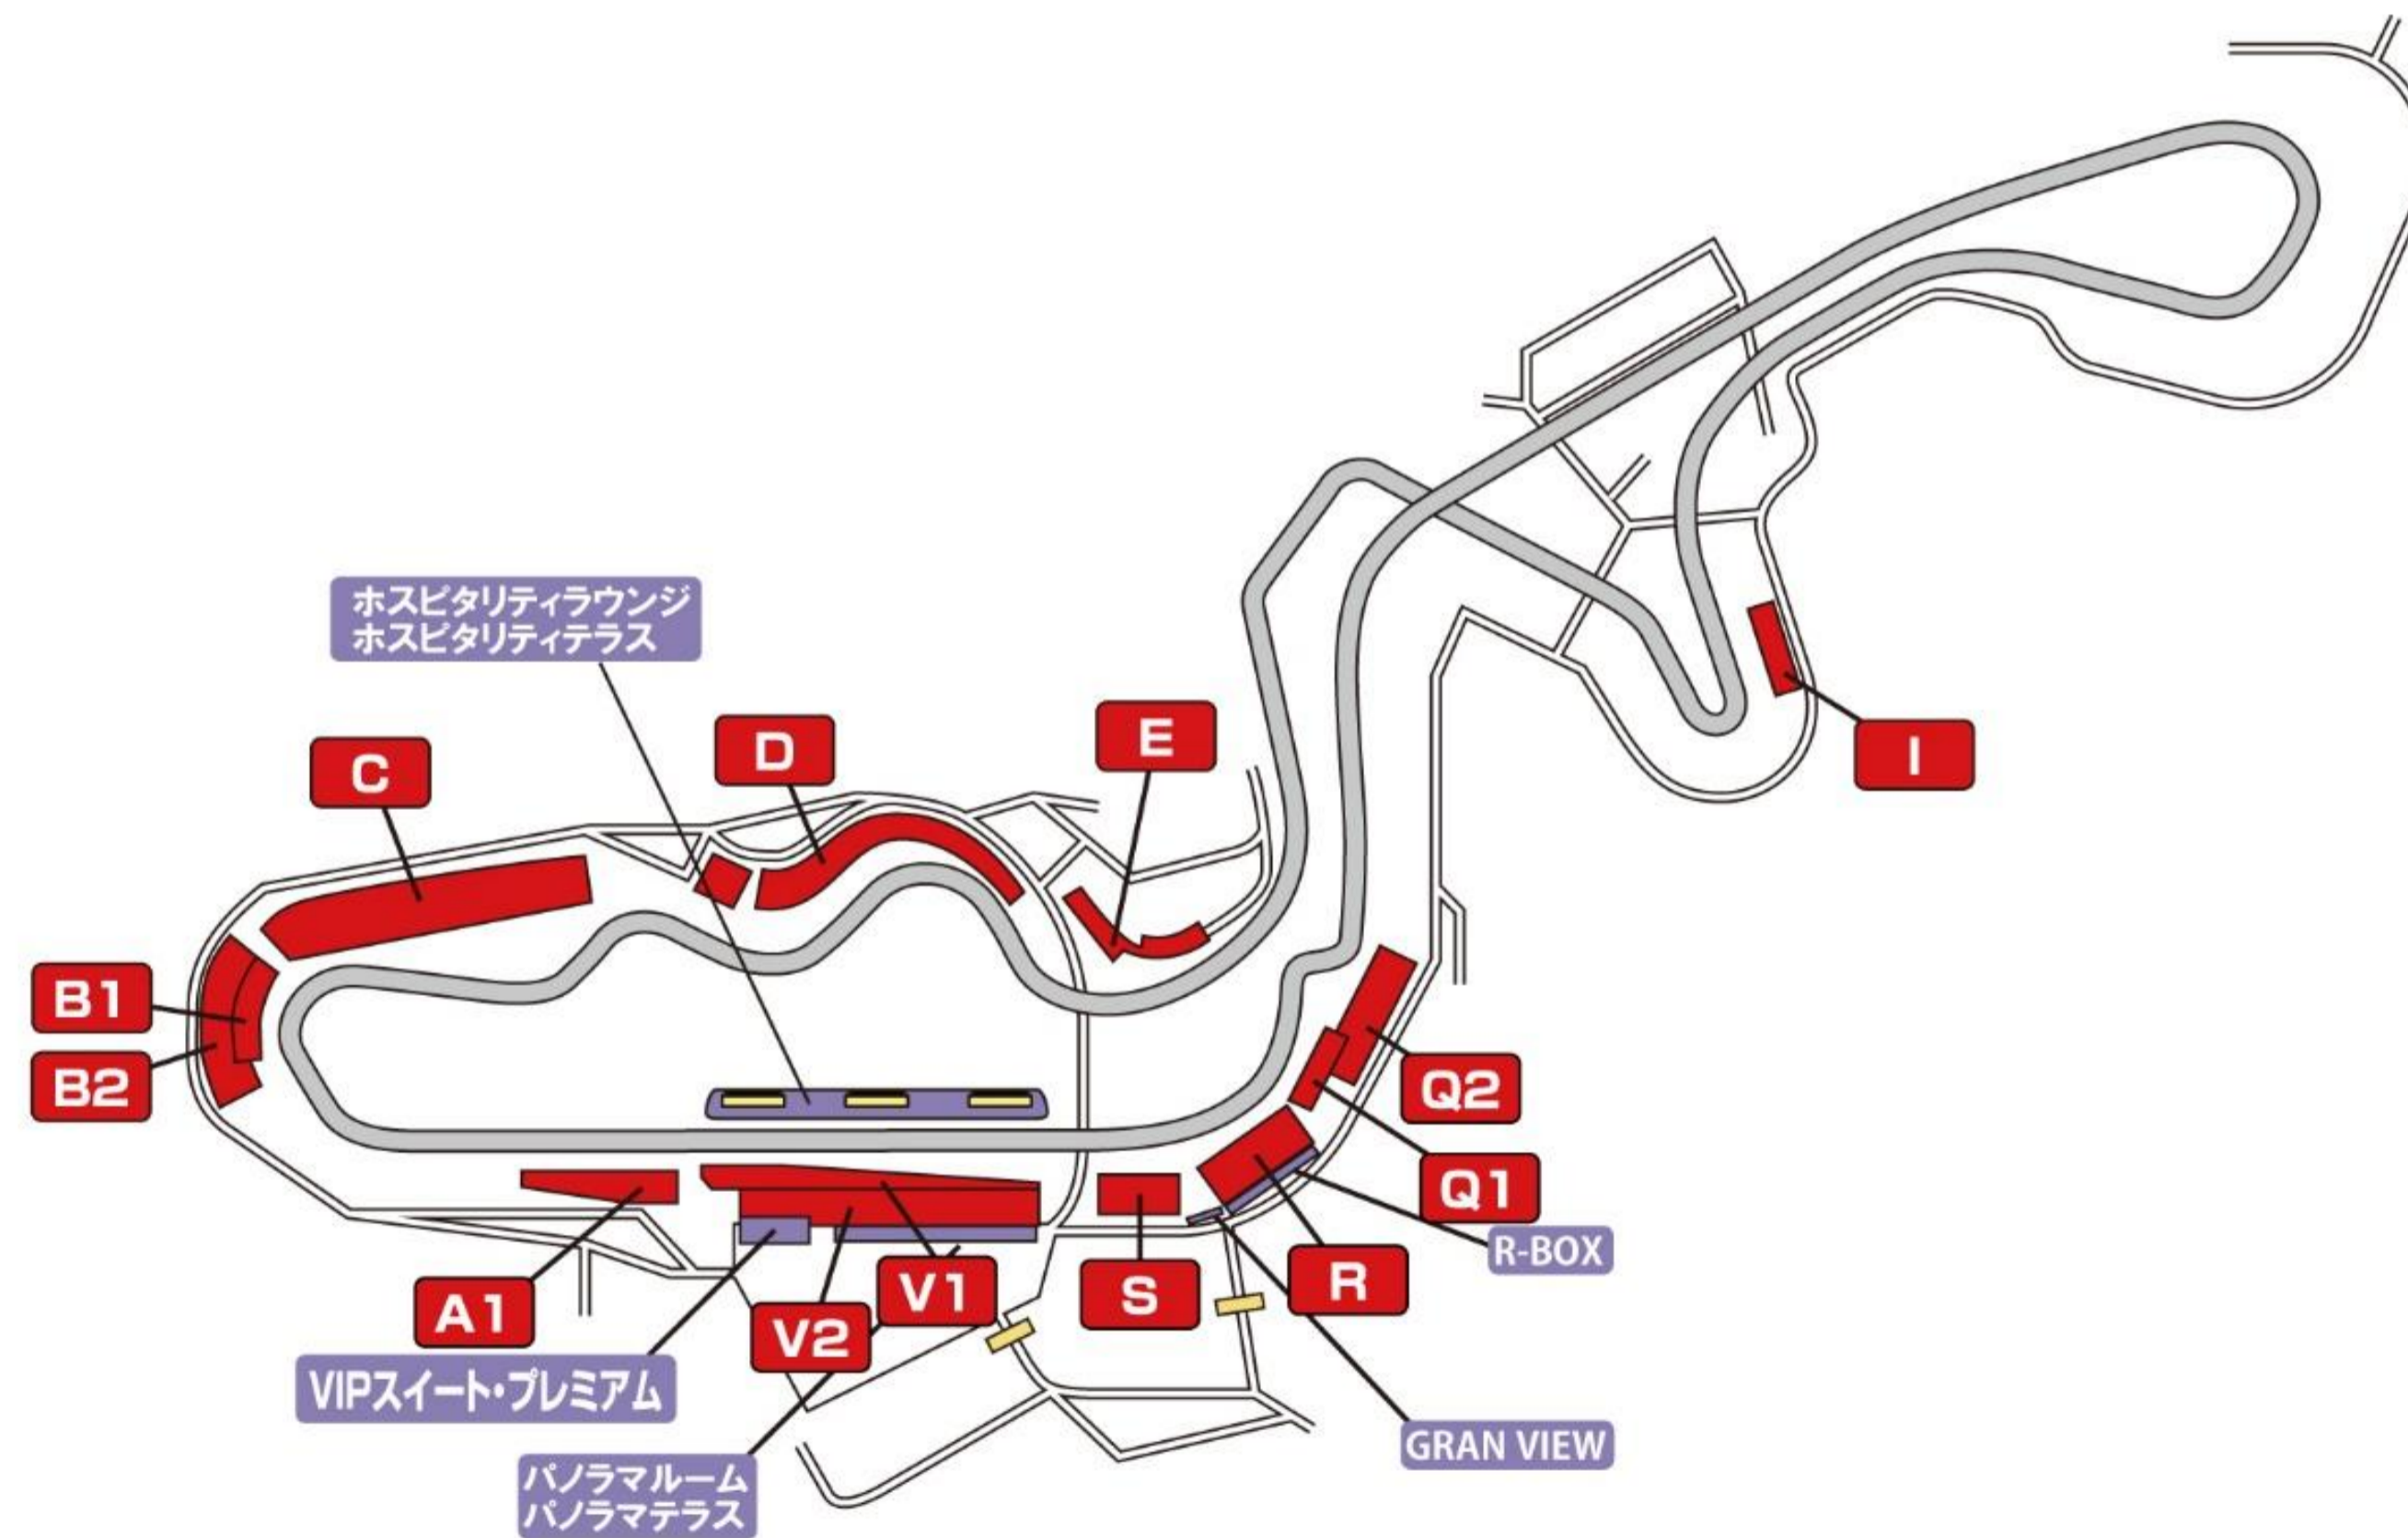 ホスピタリティラウンジ
ホスピタリティテラス
E
D
C
I
B1
B2
Q2
Q1
R-BOX
R
S
V1
A1
V2
VIPスイート・プレミアム
GRAN VIEW
パノラマルーム
パノラマテラス